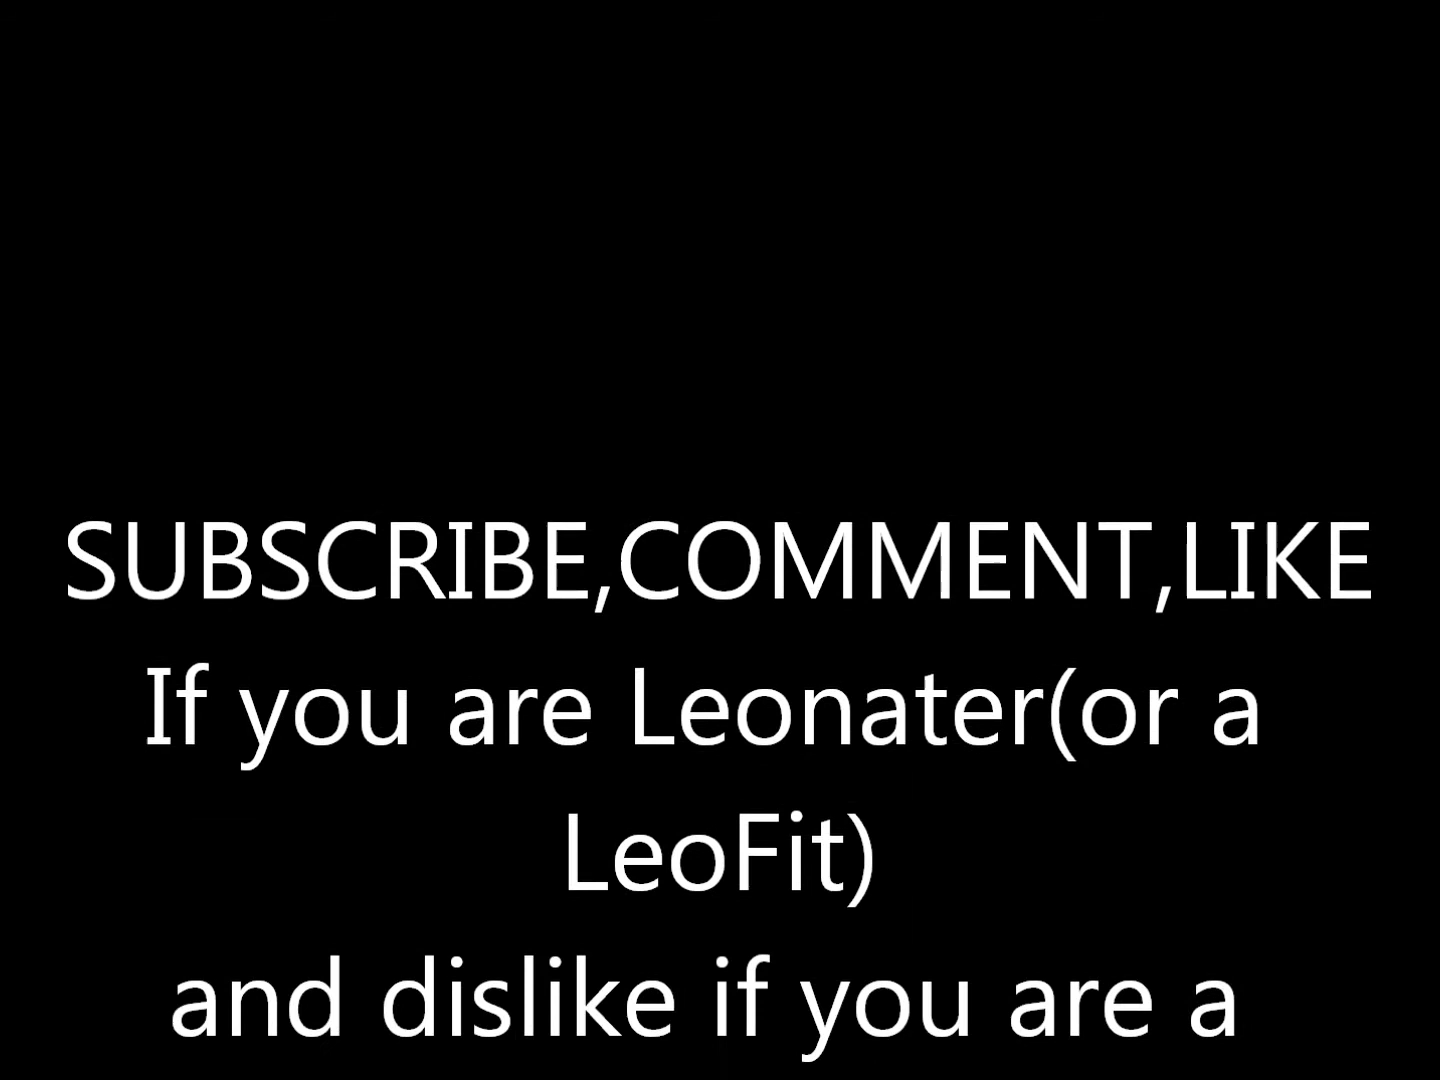 SUBSCRIBE,COMMENT,LIKE
If you are Leonater(or a
LeoFit)
and dislike if you are a